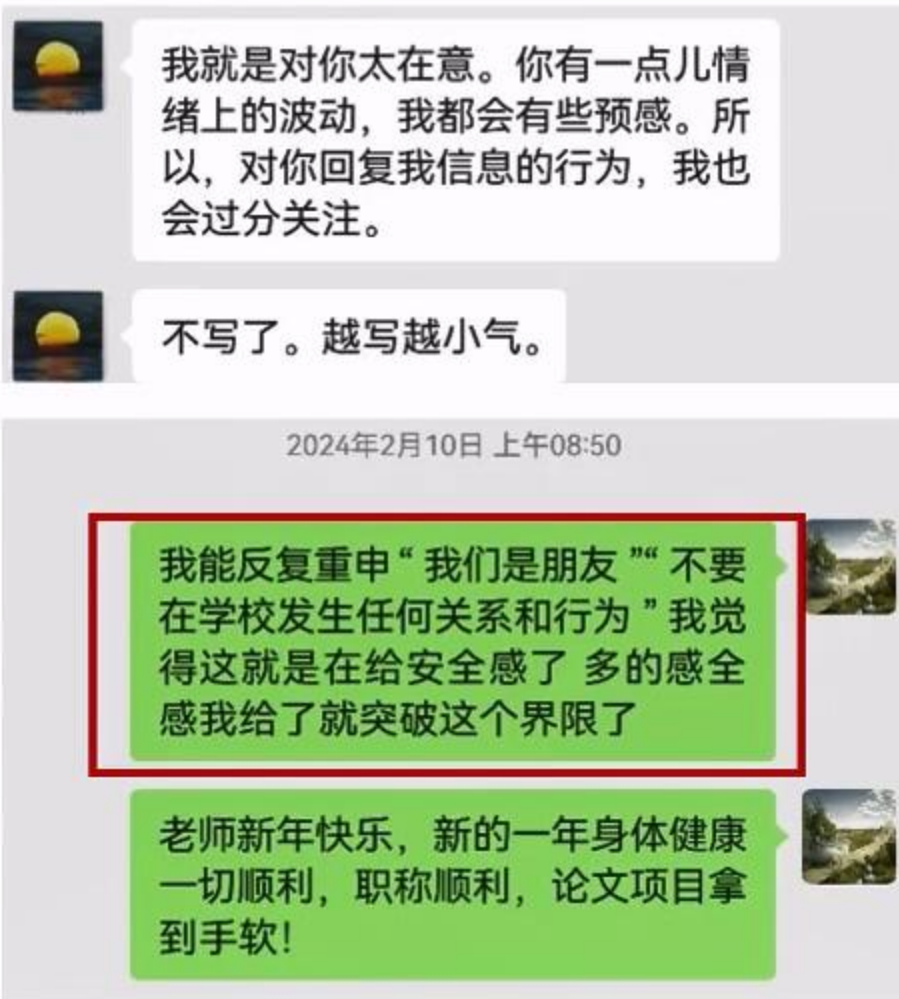 我就是对你太在意。你有一点儿情
绪上的波动，我都会有些预感。所
以，对你回复我信息的行为，我也
会过分关注。
不写了。越写越小气。
2024年2月10日 上午08:50
我能反复重申“ 我们是朋友 ”“ 不要
在学校发生任何关系和行为 ” 我觉
得这就是在给安全感了 多的感全
感我给了就突破这个界限了
老师新年快乐，新的一年身体健康
一切顺利，职称顺利，论文项目拿
到手软！